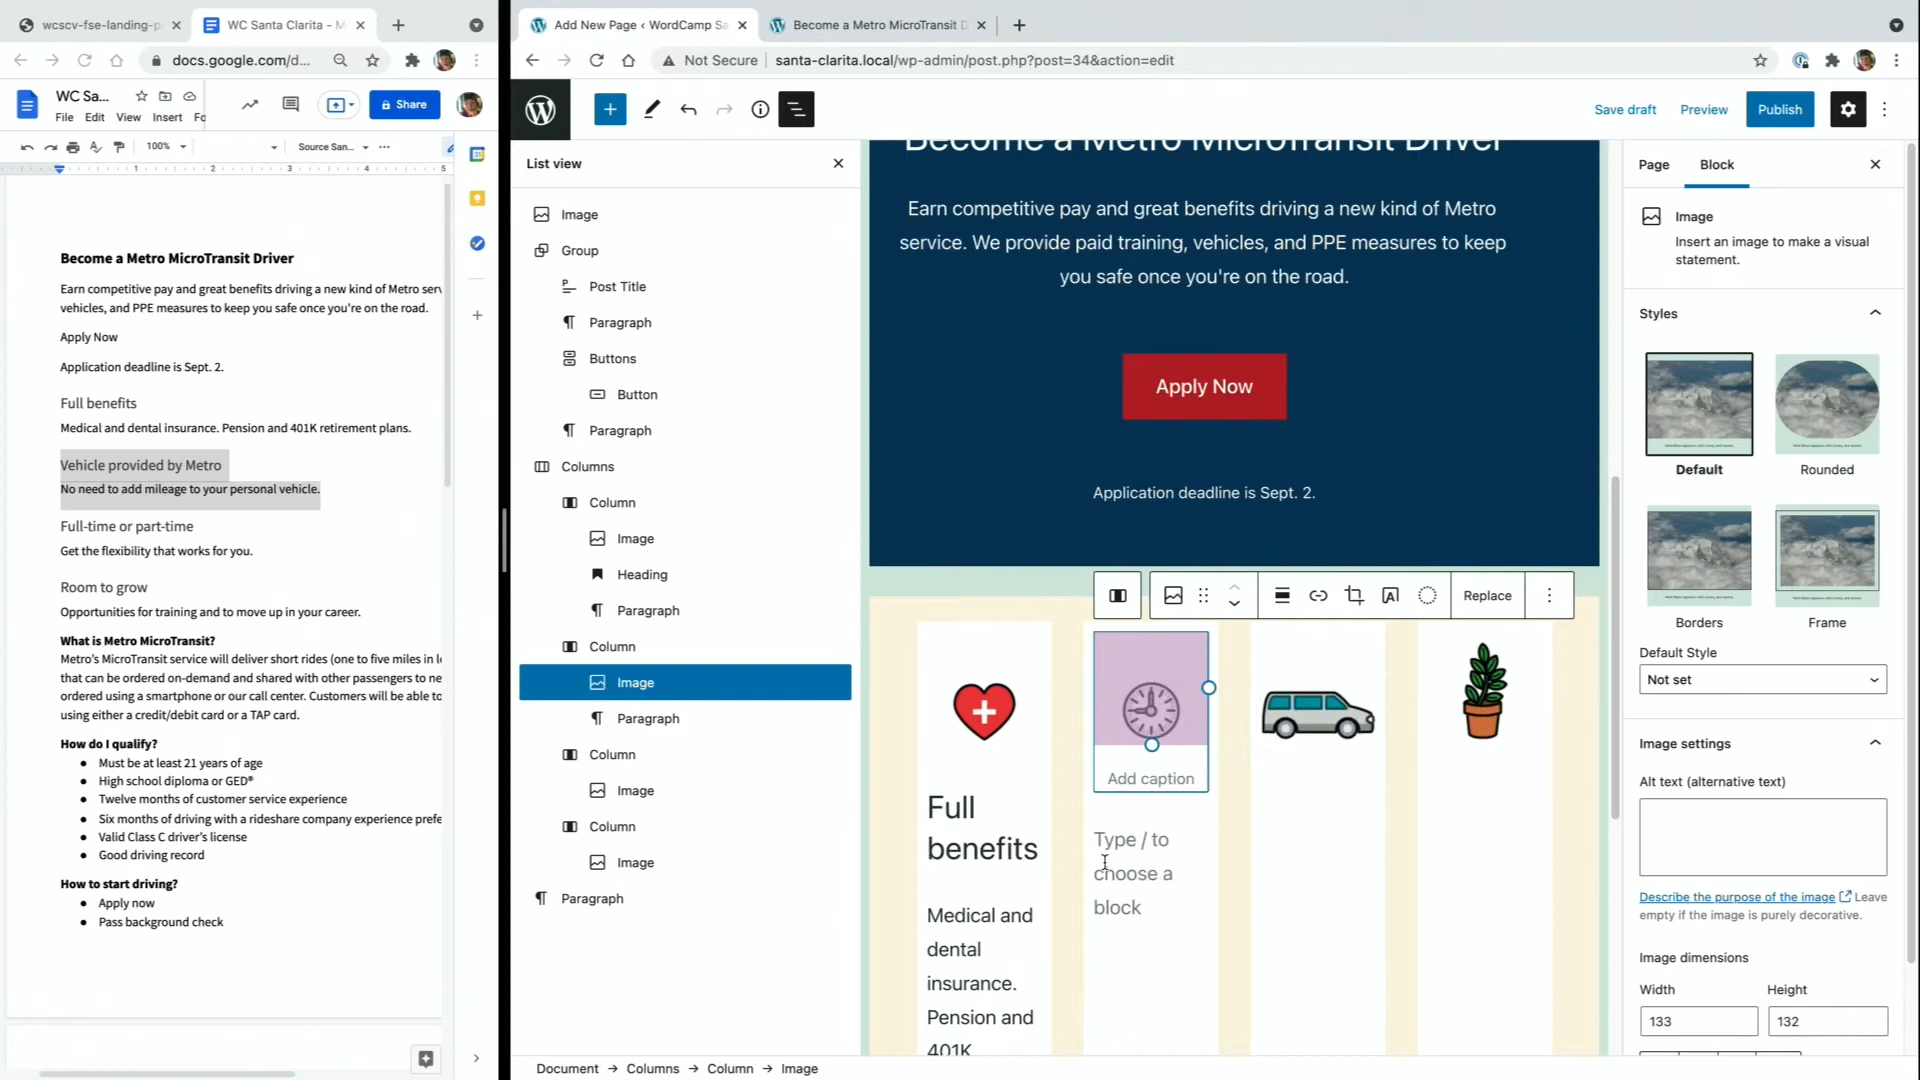 wcscv-fse-landing-p
WC Santa Clarita - M
docs.google.com/d...
WC Sa...
File Edit View Insert Fo
Share
100%
Source San...
1 2 3 4 5
Become a Metro MicroTransit Driver
Earn competitive pay and great benefits driving a new kind of Metro serv
vehicles, and PPE measures to keep you safe once you're on the road.
Apply Now
Application deadline is Sept. 2.
Full benefits
Medical and dental insurance. Pension and 401K retirement plans.
Vehicle provided by Metro
No need to add mileage to your personal vehicle.
Full-time or part-time
Get the flexibility that works for you.
Room to grow
Opportunities for training and to move up in your career.
What is Metro MicroTransit?
Metro's MicroTransit service will deliver short rides (one to five miles in le
that can be ordered on-demand and shared with other passengers to ne
ordered using a smartphone or our call center. Customers will be able to
using either a credit/debit card or a TAP card.
How do I qualify?
● Must be at least 21 years of age
● High school diploma or GED®
● Twelve months of customer service experience
● Six months of driving with a rideshare company experience prefe
● Valid Class C driver's license
● Good driving record
How to start driving?
● Apply now
● Pass background check
Add New Page ‹ WordCamp Sa
Become a Metro MicroTransit D
Not Secure santa-clarita.local/wp-admin/post.php?post=34&action=edit
Save draft Preview Publish
List view
Image
Group
Post Title
Paragraph
Buttons
Button
Paragraph
Columns
Column
Image
Heading
Paragraph
Column
Image
Paragraph
Column
Image
Column
Image
Paragraph
Become a Metro MicroTransit Driver
Earn competitive pay and great benefits driving a new kind of Metro
service. We provide paid training, vehicles, and PPE measures to keep
you safe once you're on the road.
Apply Now
Application deadline is Sept. 2.
Replace
Full
benefits
Medical and
dental
insurance.
Pension and
401K
Add caption
Type / to
choose a
block
Page Block
Image
Insert an image to make a visual
statement.
Styles
Default Rounded
Borders Frame
Default Style
Not set
Image settings
Alt text (alternative text)
Describe the purpose of the image Leave
empty if the image is purely decorative.
Image dimensions
Width Height
133 132
Document → Columns → Column → Image